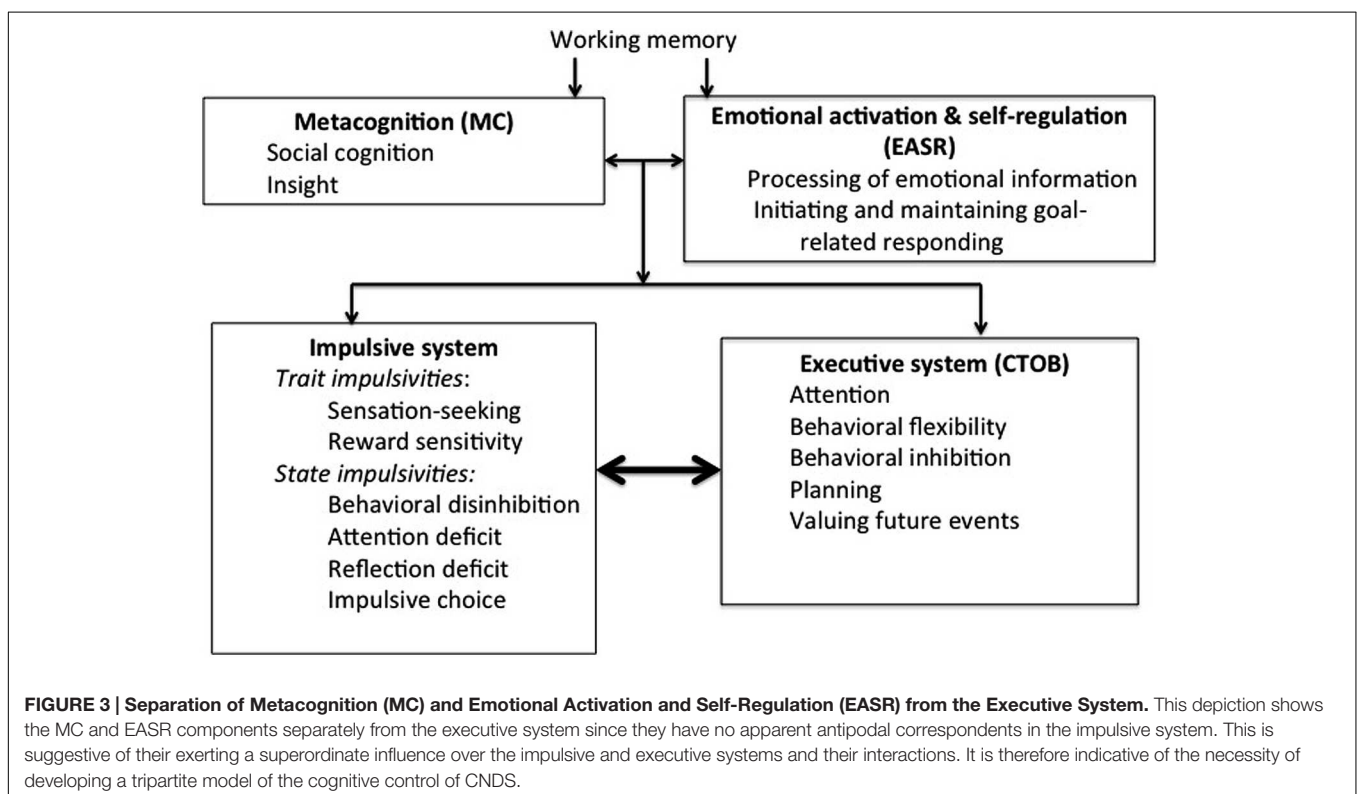 Working memory
Metacognition (MC)
Social cognition
Insight
Emotional activation & self-regulation
(EASR)
Processing of emotional information
Initiating and maintaining goal-
related responding
Impulsive system
Trait impulsivities:
Sensation-seeking
Reward sensitivity
State impulsivities:
Behavioral disinhibition
Attention deficit
Reflection deficit
Impulsive choice
Executive system (CTOB)
Attention
Behavioral flexibility
Behavioral inhibition
Planning
Valuing future events
FIGURE 3 | Separation of Metacognition (MC) and Emotional Activation and Self-Regulation (EASR) from the Executive System. This depiction shows
the MC and EASR components separately from the executive system since they have no apparent antipodal correspondents in the impulsive system. This is
suggestive of their exerting a superordinate influence over the impulsive and executive systems and their interactions. It is therefore indicative of the necessity of
developing a tripartite model of the cognitive control of CNDS.